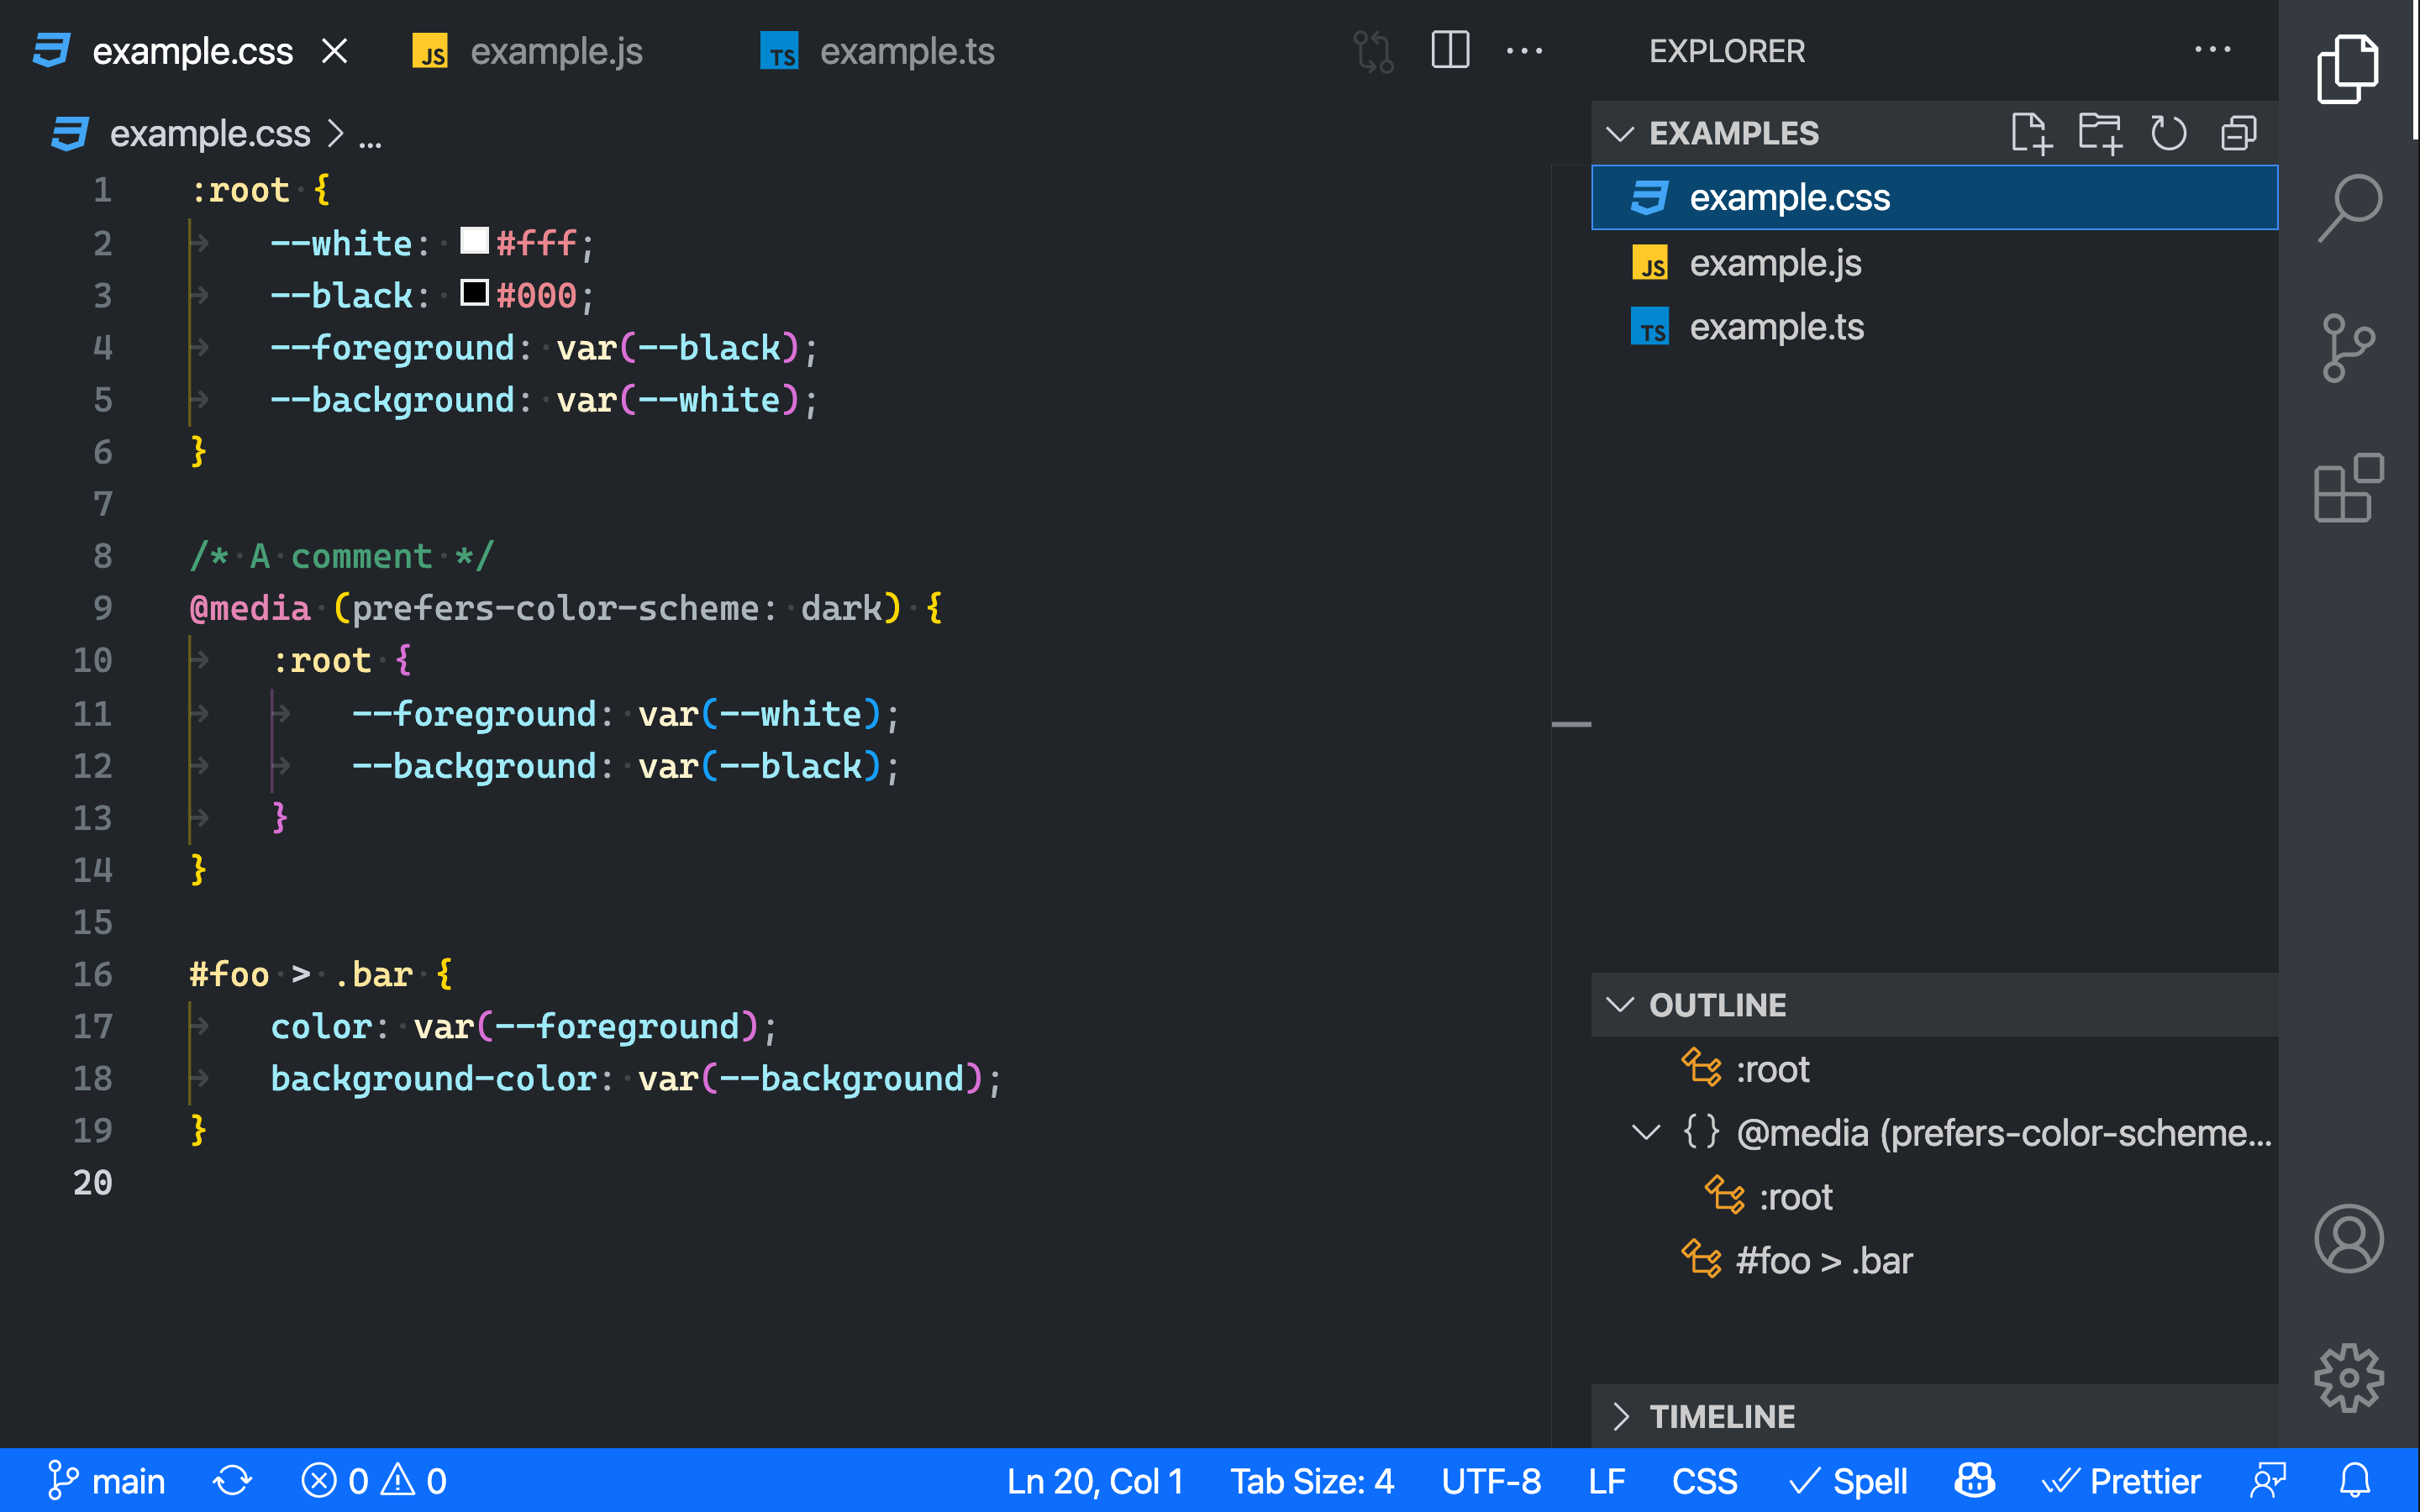 example.css
JS example.js
TS example.ts
EXPLORER
example.css > ...
EXAMPLES
example.css
JS example.js
TS example.ts
1 :root {
2 --white: #fff;
3 --black: #000;
4 --foreground: var(--black);
5 --background: var(--white);
6 }
7
8 /* A comment */
9 @media (prefers-color-scheme: dark) {
10 :root {
11 --foreground: var(--white);
12 --background: var(--black);
13 }
14 }
15
16 #foo > .bar {
17 color: var(--foreground);
18 background-color: var(--background);
19 }
20
OUTLINE
:root
{} @media (prefers-color-scheme...
:root
#foo > .bar
TIMELINE
main 0 0 Ln 20, Col 1 Tab Size: 4 UTF-8 LF CSS Spell Prettier